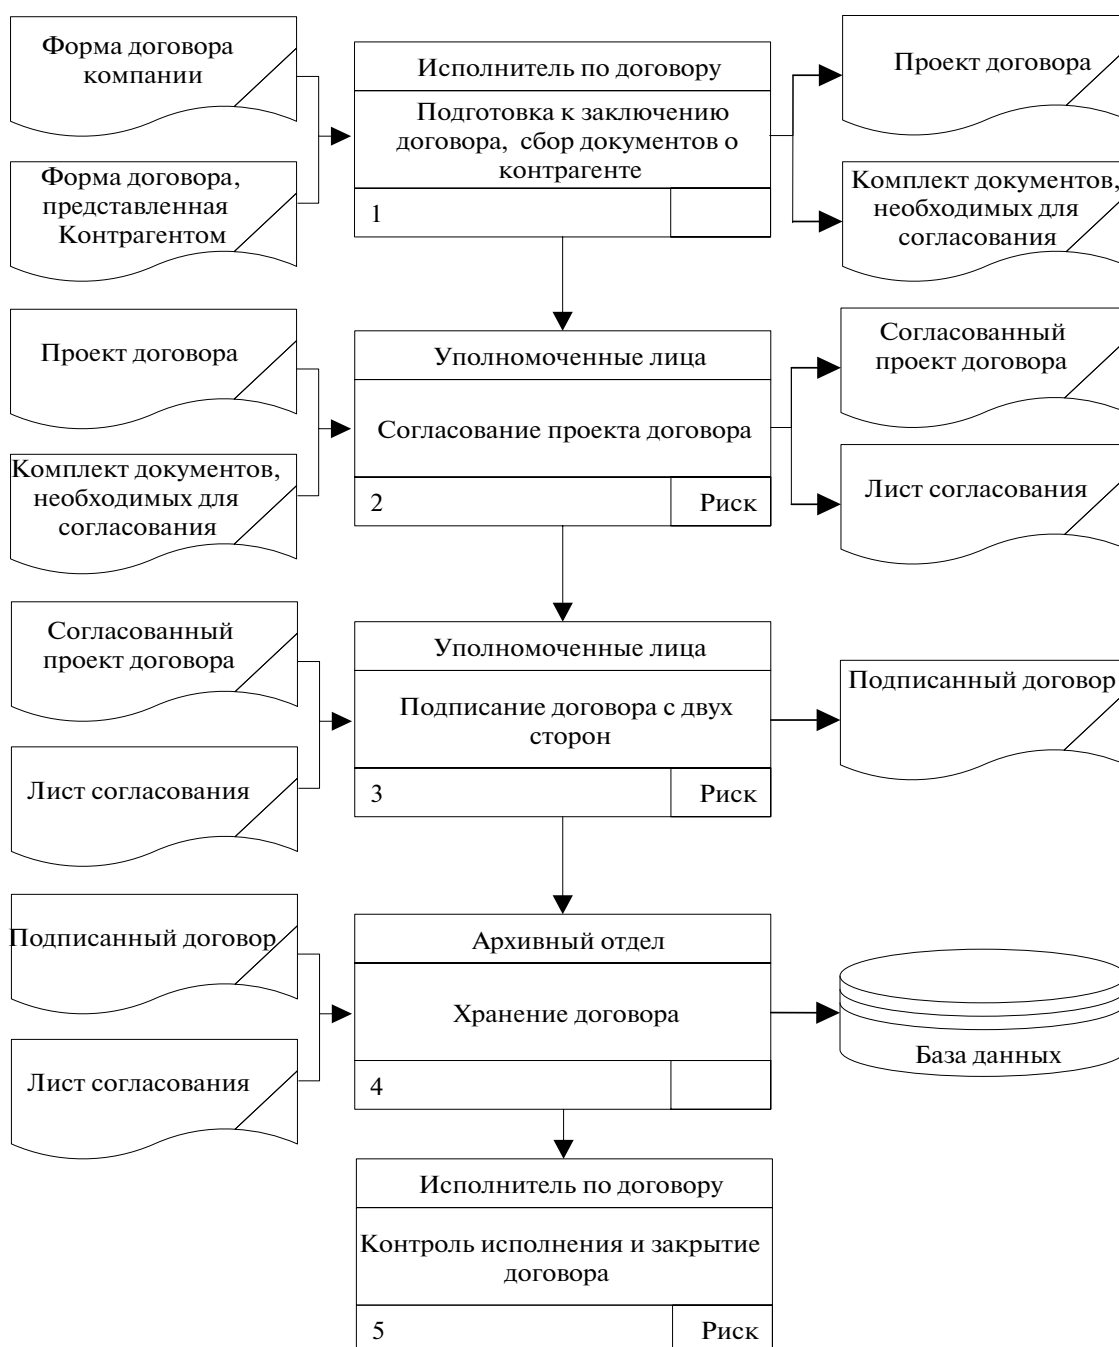 Форма договора
компании
Исполнитель по договору
Проект договора
Подготовка к заключению
договора, сбор документов о
контрагенте
Форма договора,
представленная
Контрагентом
1
Комплект документов,
необходимых для
согласования
Проект договора
Уполномоченные лица
Согласованный
проект договора
Согласование проекта договора
Комплект документов,
необходимых для
согласования
2
Риск
Лист согласования
Согласованный
проект договора
Уполномоченные лица
Подписанный договор
Подписание договора с двух
сторон
Лист согласования
3
Риск
Подписанный договор
Архивный отдел
Хранение договора
База данных
Лист согласования
4
Исполнитель по договору
Контроль исполнения и закрытие
договора
5
Риск